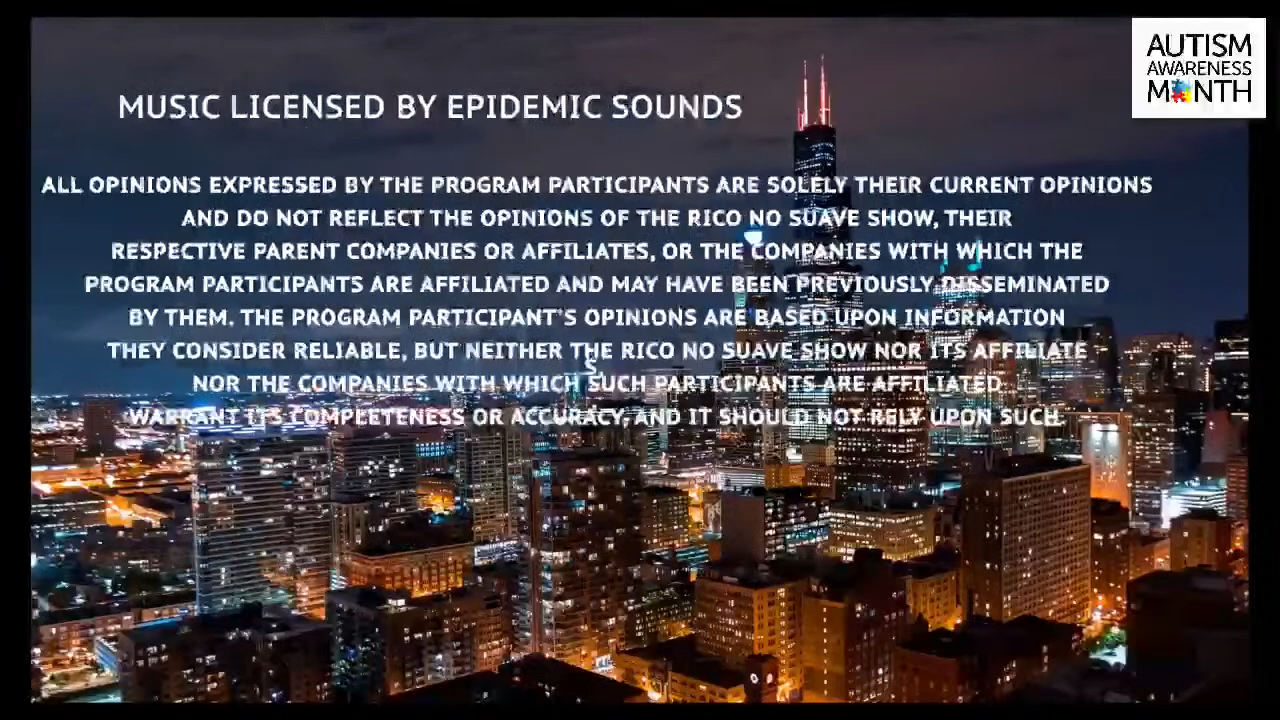 AUTISM
AWARENESS
MONTH
MUSIC LICENSED BY EPIDEMIC SOUNDS
ALL OPINIONS EXPRESSED BY THE PROGRAM PARTICIPANTS ARE SOLELY THEIR CURRENT OPINIONS
AND DO NOT REFLECT THE OPINIONS OF THE RICO NO SUAVE SHOW, THEIR
RESPECTIVE PARENT COMPANIES OR AFFILIATES, OR THE COMPANIES WITH WHICH THE
PROGRAM PARTICIPANTS ARE AFFILIATED AND MAY HAVE BEEN PREVIOUSLY DISSEMINATED
BY THEM. THE PROGRAM PARTICIPANT'S OPINIONS ARE BASED UPON INFORMATION
THEY CONSIDER RELIABLE, BUT NEITHER THE RICO NO SUAVE SHOW NOR ITS AFFILIATE
S,
NOR THE COMPANIES WITH WHICH SUCH PARTICIPANTS ARE AFFILIATED
WARRANT ITS COMPLETENESS OR ACCURACY, AND IT SHOULD NOT RELY UPON SUCH.